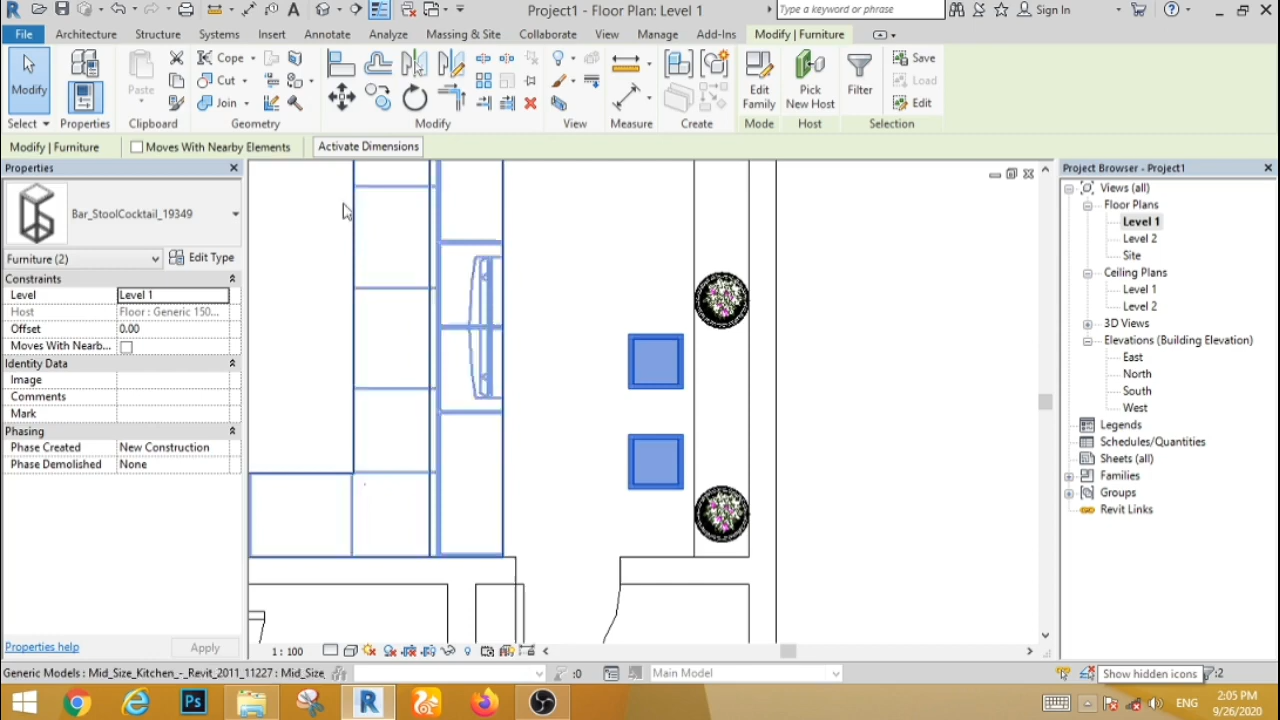 Project1 - Floor Plan: Level 1
Type a keyword or phrase
Sign In
File
Architecture
Structure
Systems
Insert
Annotate
Analyze
Massing & Site
Collaborate
View
Manage
Add-Ins
Modify | Furniture
Modify
Paste
Cope
Cut
Join
Edit
Family
Pick
New Host
Filter
Save
Load
Edit
Select
Properties
Clipboard
Geometry
Modify
View
Measure
Create
Mode
Host
Selection
Modify | Furniture
Moves With Nearby Elements
Activate Dimensions
Properties
Bar_StoolCocktail_19349
Furniture (2)
Edit Type
Constraints
Level
Level 1
Host
Floor : Generic 150...
Offset
0.00
Moves With Nearb...
Identity Data
Image
Comments
Mark
Phasing
Phase Created
New Construction
Phase Demolished
None
Properties help
Apply
Project Browser - Project1
Views (all)
Floor Plans
Level 1
Level 2
Site
Ceiling Plans
Level 1
Level 2
3D Views
Elevations (Building Elevation)
East
North
South
West
Legends
Schedules/Quantities
Sheets (all)
Families
Groups
Revit Links
1 : 100
Generic Models : Mid_Size_Kitchen_-_Revit_2011_11227 : Mid_Size_
:0
Main Model
Show hidden icons
:2
Ps
R
ENG
2:05 PM
9/26/2020